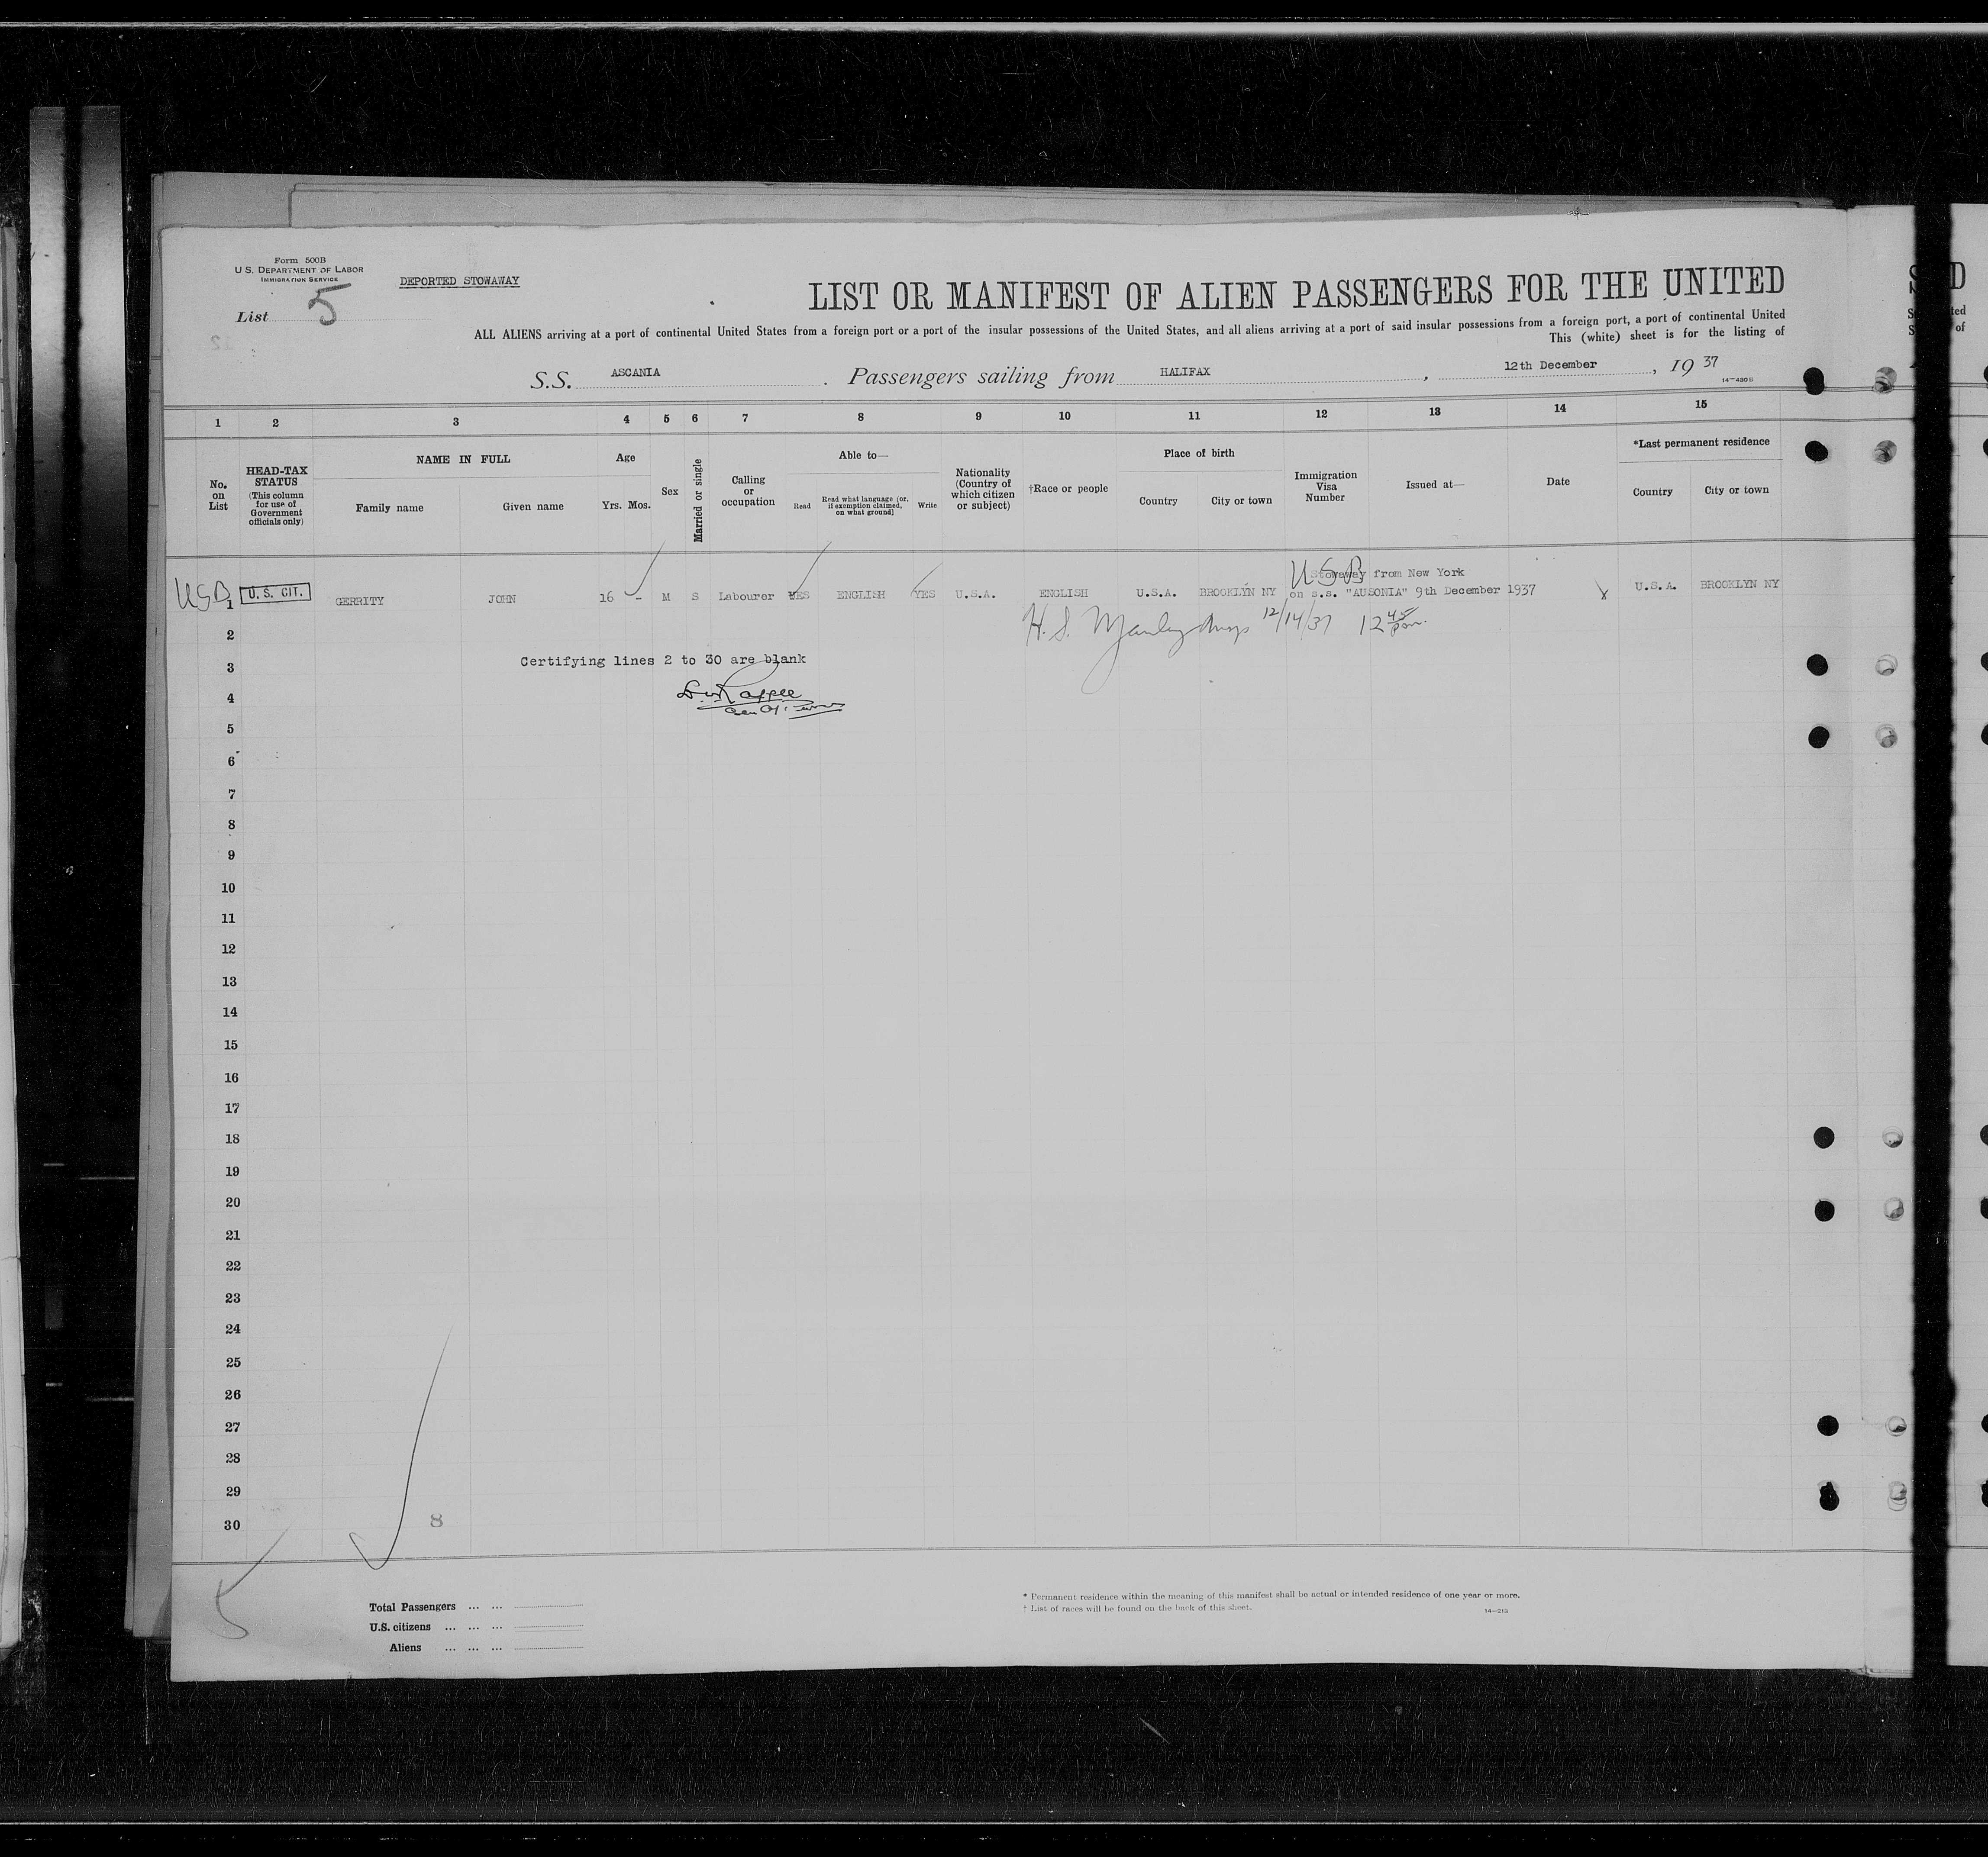 Form 500B
U.S. DEPARTMENT OF LABOR
IMMIGRATION SERVICE
DEPORTED STOWAWAY
List 5
LIST OR MANIFEST OF ALIEN PASSENGERS FOR THE UNITED
ALL ALIENS arriving at a port of continental United States from a foreign port or a port of the insular possessions of the United States, and all aliens arriving at a port of said insular possessions from a foreign port, a port of continental United
This (white) sheet is for the listing of
S.S. ASCANIA. Passengers sailing from HALIFAX, 12th December, 19 37
1 2 3 4 5 6 7 8 9 10 11 12 13 14 15
No. on List
HEAD-TAX STATUS (This column for use of Government officials only)
NAME IN FULL
Family name Given name
Age
Yrs. Mos.
Sex
Married or single
Calling or occupation
Able to—
Read Read what language (or, if exemption claimed, on what ground) Write
Nationality (Country of which citizen or subject)
†Race or people
Place of birth
Country City or town
Immigration Visa Number
Issued at—
Date
*Last permanent residence
Country City or town
USB 1 U. S. CIT. GERRITY JOHN 16 - M S Labourer YES ENGLISH YES U.S.A. ENGLISH U.S.A. BROOKLYN NY USB Stowaway from New York
on s.s. "AUSONIA" 9th December 1937 U.S.A. BROOKLYN NY
2 H. S. 12/14/37 12 45 pm.
3 Certifying lines 2 to 30 are blank
4
5
6
7
8
9
10
11
12
13
14
15
16
17
18
19
20
21
22
23
24
25
26
27
28
29
30 8
Total Passengers ... ...
U.S. citizens ... ... ...
Aliens ... ... ...
* Permanent residence within the meaning of this manifest shall be actual or intended residence of one year or more.
† List of races will be found on the back of this sheet.
14—213